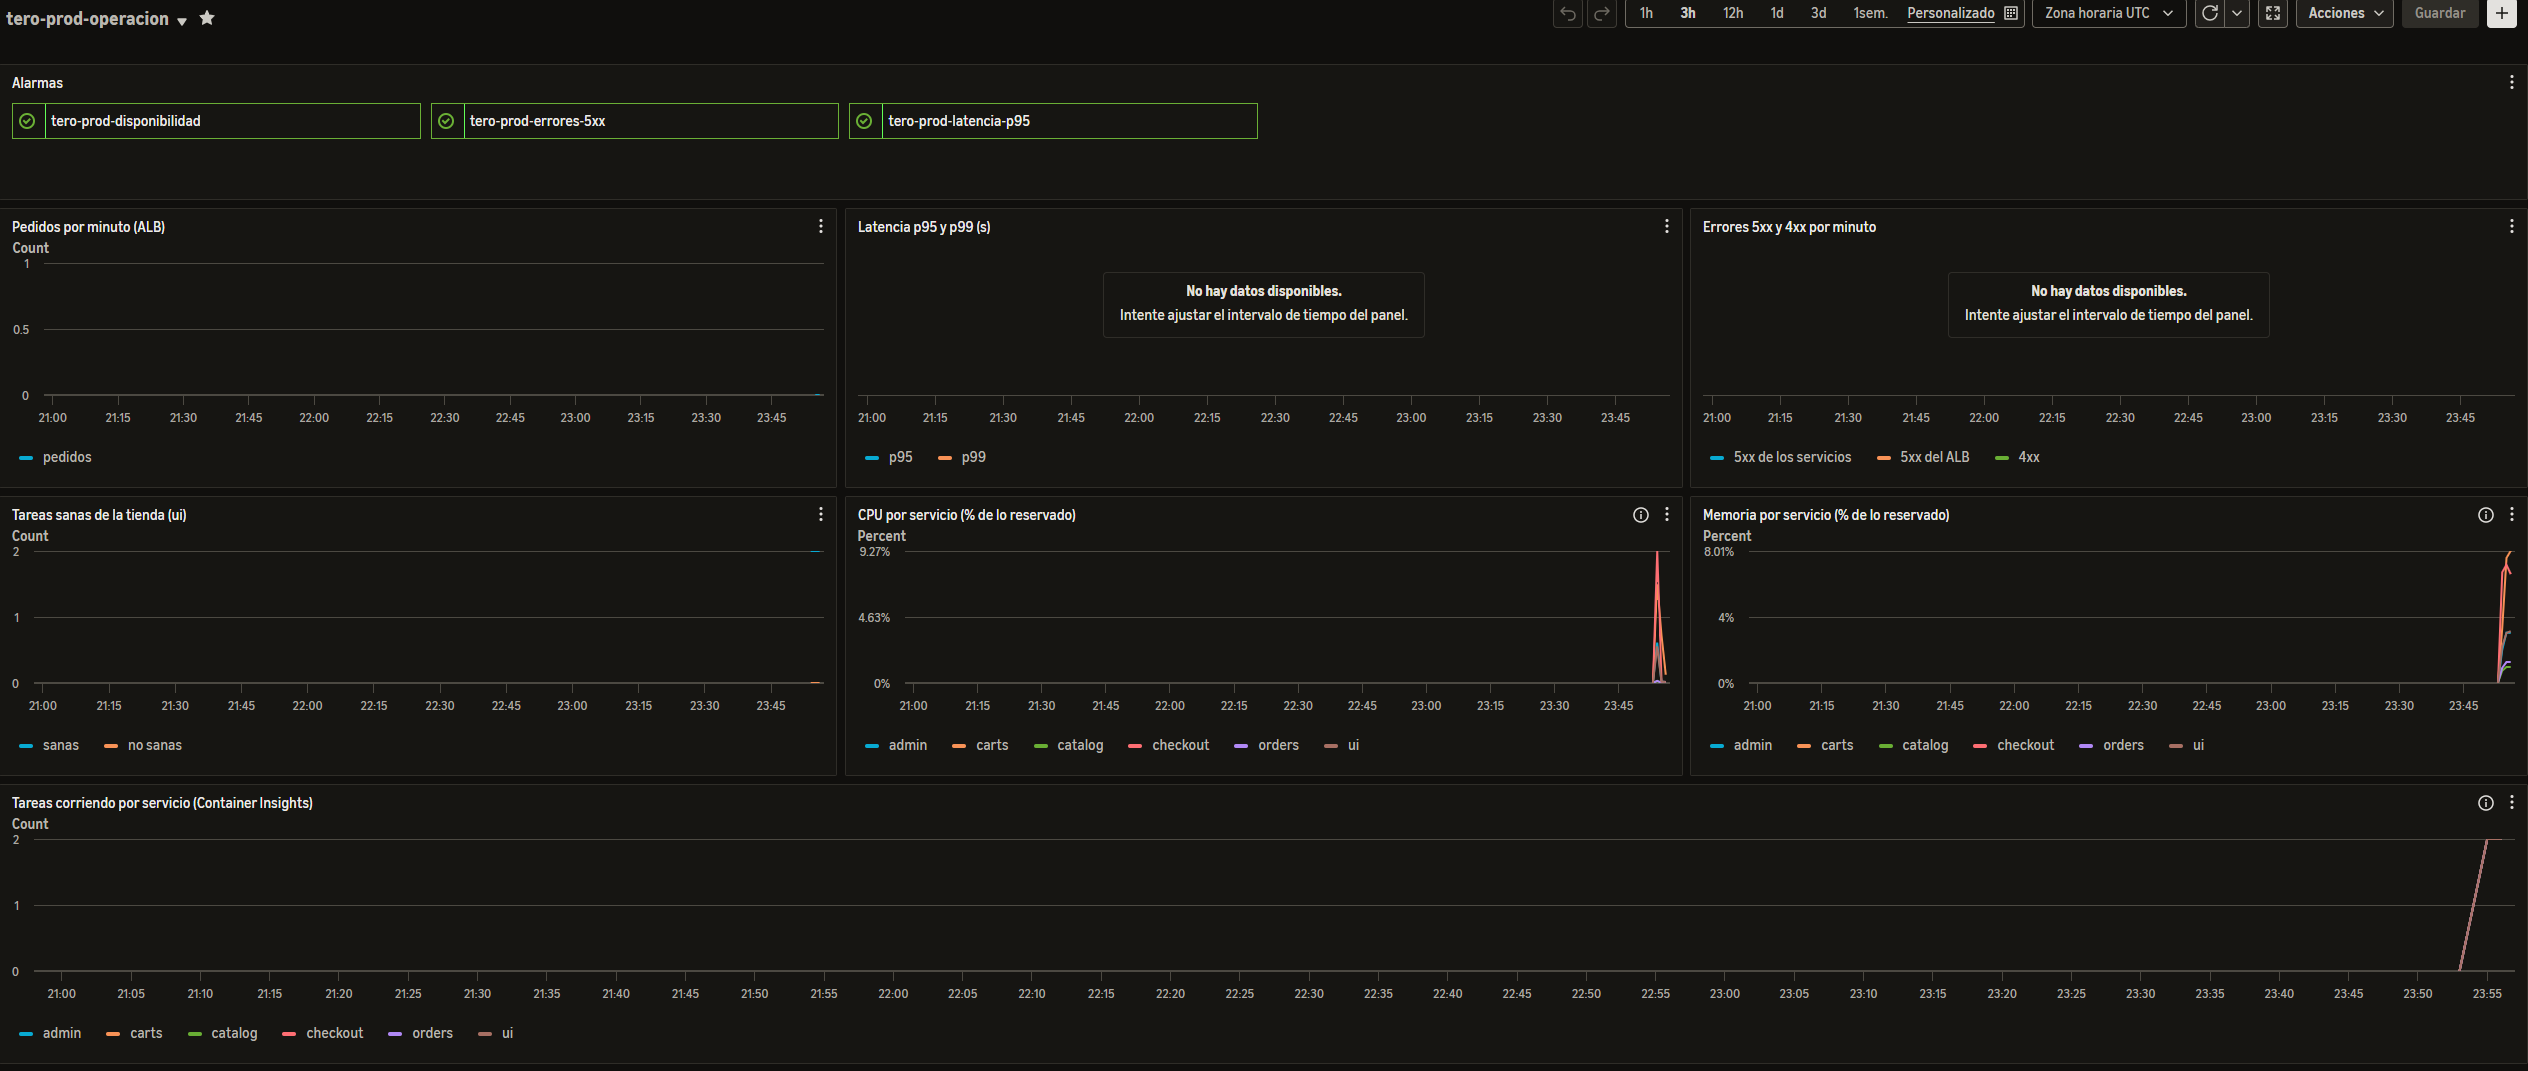 tero-prod-operacion
1h 3h 12h 1d 3d 1sem. Personalizado Zona horaria UTC Acciones Guardar
Alarmas
tero-prod-disponibilidad tero-prod-errores-5xx tero-prod-latencia-p95
Pedidos por minuto (ALB)
Count
1
0.5
0
21:00 21:15 21:30 21:45 22:00 22:15 22:30 22:45 23:00 23:15 23:30 23:45
pedidos
Latencia p95 y p99 (s)
No hay datos disponibles.
Intente ajustar el intervalo de tiempo del panel.
21:00 21:15 21:30 21:45 22:00 22:15 22:30 22:45 23:00 23:15 23:30 23:45
p95 p99
Errores 5xx y 4xx por minuto
No hay datos disponibles.
Intente ajustar el intervalo de tiempo del panel.
21:00 21:15 21:30 21:45 22:00 22:15 22:30 22:45 23:00 23:15 23:30 23:45
5xx de los servicios 5xx del ALB 4xx
Tareas sanas de la tienda (ui)
Count
2
1
0
21:00 21:15 21:30 21:45 22:00 22:15 22:30 22:45 23:00 23:15 23:30 23:45
sanas no sanas
CPU por servicio (% de lo reservado)
Percent
9.27%
4.63%
0%
21:00 21:15 21:30 21:45 22:00 22:15 22:30 22:45 23:00 23:15 23:30 23:45
admin carts catalog checkout orders ui
Memoria por servicio (% de lo reservado)
Percent
8.01%
4%
0%
21:00 21:15 21:30 21:45 22:00 22:15 22:30 22:45 23:00 23:15 23:30 23:45
admin carts catalog checkout orders ui
Tareas corriendo por servicio (Container Insights)
Count
2
1
0
21:00 21:05 21:10 21:15 21:20 21:25 21:30 21:35 21:40 21:45 21:50 21:55 22:00 22:05 22:10 22:15 22:20 22:25 22:30 22:35 22:40 22:45 22:50 22:55 23:00 23:05 23:10 23:15 23:20 23:25 23:30 23:35 23:40 23:45 23:50 23:55
admin carts catalog checkout orders ui